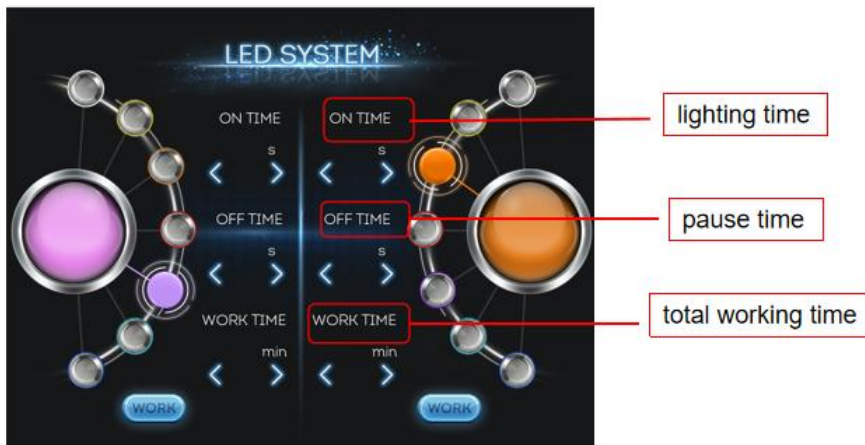 LED SYSTEM
ON TIME
ON TIME
lighting time
s
s
OFF TIME
OFF TIME
pause time
s
s
WORK TIME
WORK TIME
total working time
min
min
WORK
WORK